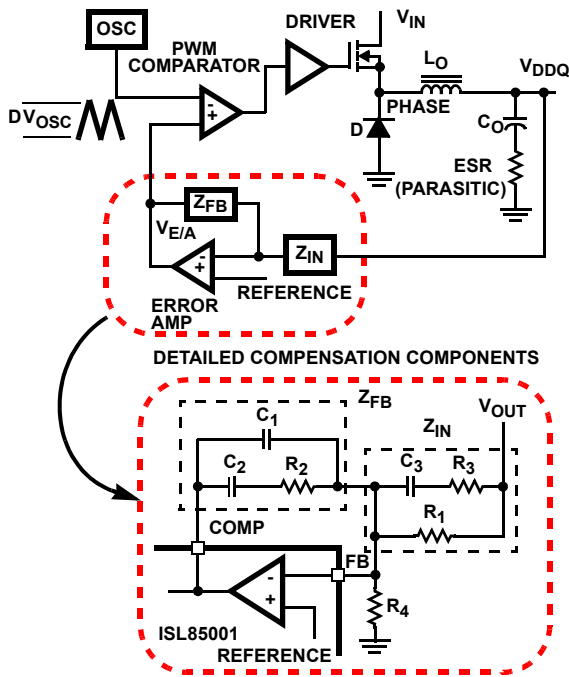 OSC
PWM
COMPARATOR
DRIVER
VIN
LO
VDDQ
DVOSC
-
+
PHASE
D
CO
ESR
(PARASITIC)
ZFB
VE/A
-
+
ZIN
REFERENCE
ERROR
AMP
DETAILED COMPENSATION COMPONENTS
ZFB
VOUT
C1
ZIN
C2
R2
C3
R3
R1
COMP
FB
-
+
R4
ISL85001
REFERENCE